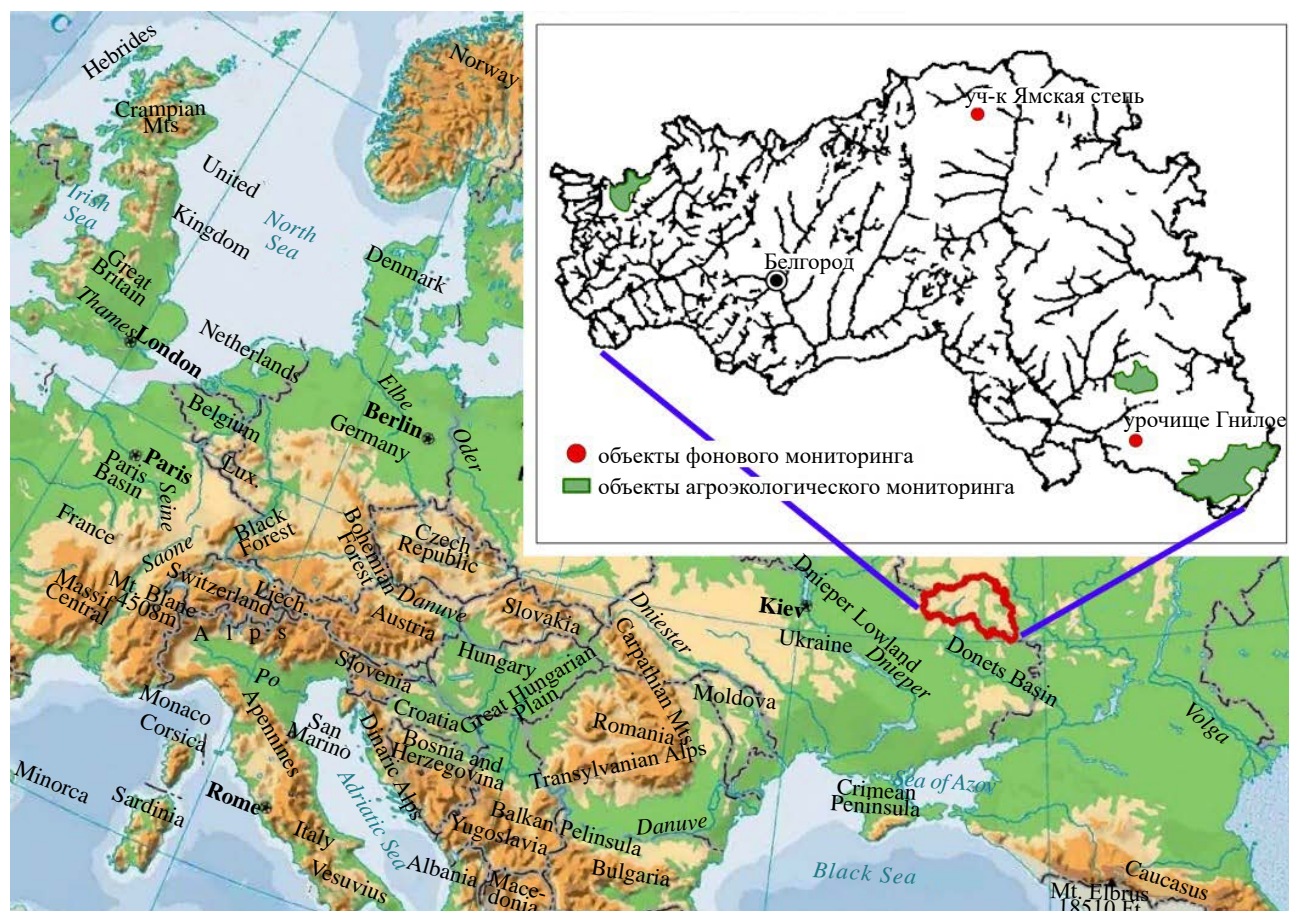 Hebrides
Crampian
Mts
Norway
United
Kingdom
Irish
Sea
North
Sea
Great
Britain
Thames
London
Denmark
Netherlands
Elbe
Berlin
Germany
Belgium
Oder
Paris
Paris
Basin
Seine
Lux.
France
Black
Forest
Bohemian
Forest
Czech
Republic
Saône
Switzerland
Liech.
Mt. Blanc
4508m
Massif
Central
Danuve
Austria
Slovakia
Alps
Dniester
Carpathian Mts.
Kiev
Ukraine
Dnieper Lowland
Dnieper
Donets Basin
Volga
Slovenia
Hungary
Great Hungarian
Plain
Moldova
Po
Monaco
Corsica
Apennines
San
Marino
Croatia
Dinaric Alps
Bosnia and
Herzegovina
Romania
Transylvanian Alps
Minorca
Sardinia
Rome
Italy
Vesuvius
Adriatic Sea
Albania
Yugoslavia
Balkan Pelinsula
Mace-
donia
Danuve
Bulgaria
Crimean
Peninsula
Sea of Azov
Black Sea
Caucasus
Mt. Elbrus
18510 Ft.
уч-к Ямская степь
Белгород
урочище Гнилое
объекты фонового мониторинга
объекты агроэкологического мониторинга